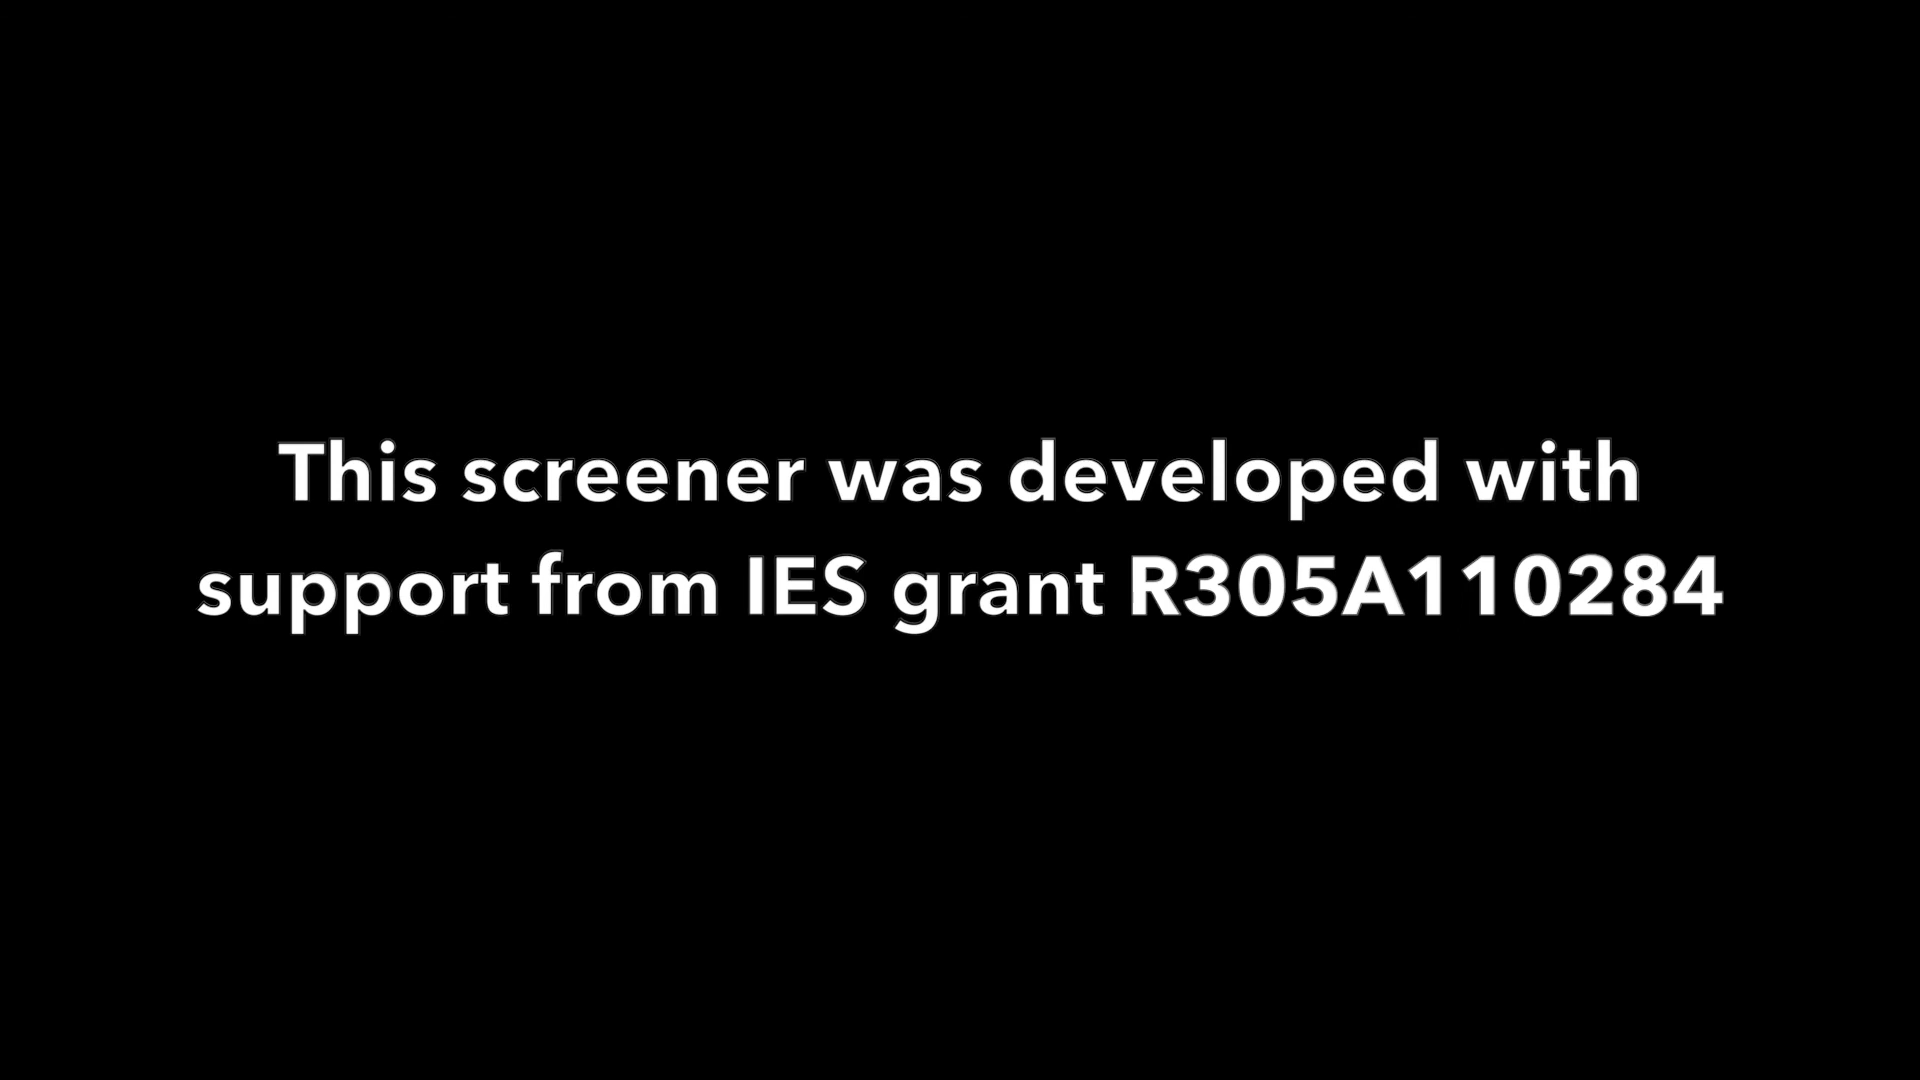 This screener was developed with
support from IES grant R305A110284